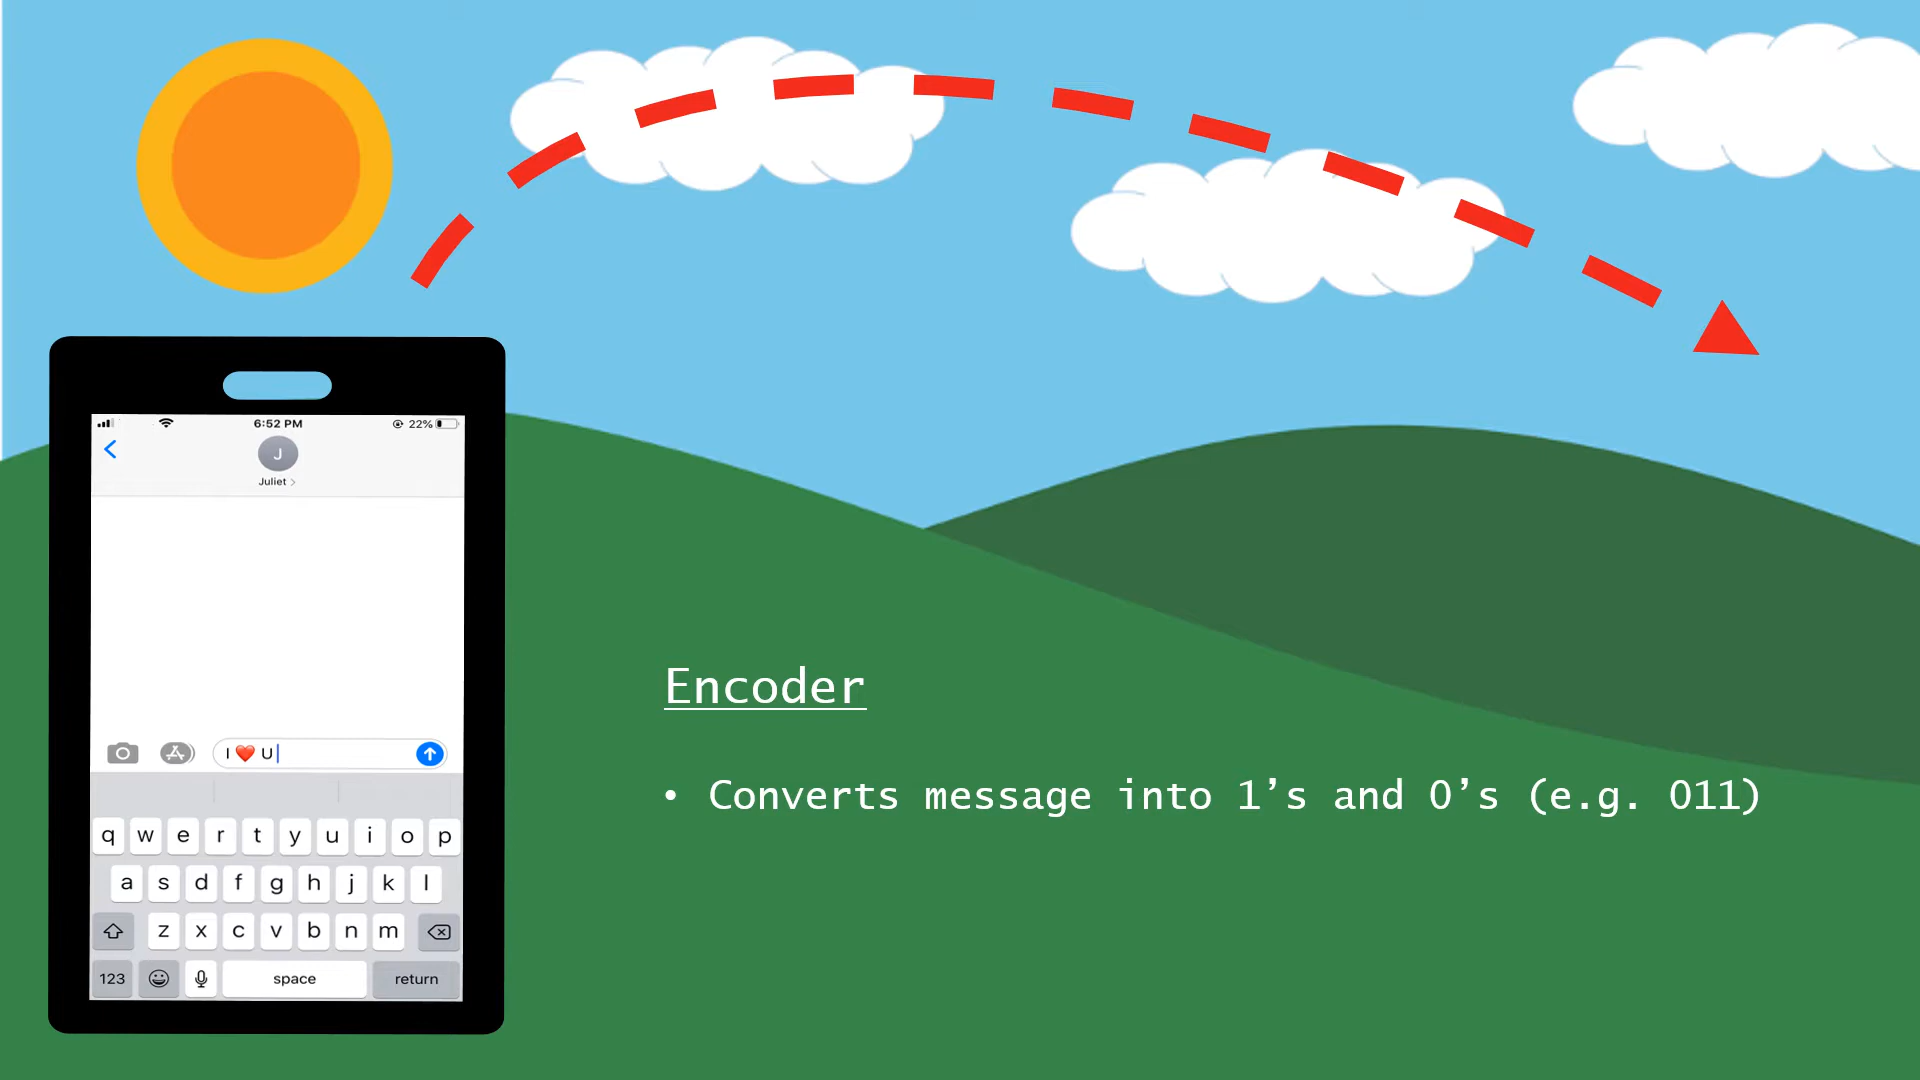 6:52 PM
22%
J
Juliet >
I ❤️ U
q w e r t y u i o p
a s d f g h j k l
z x c v b n m
123 space return
Encoder
• Converts message into 1’s and 0’s (e.g. 011)